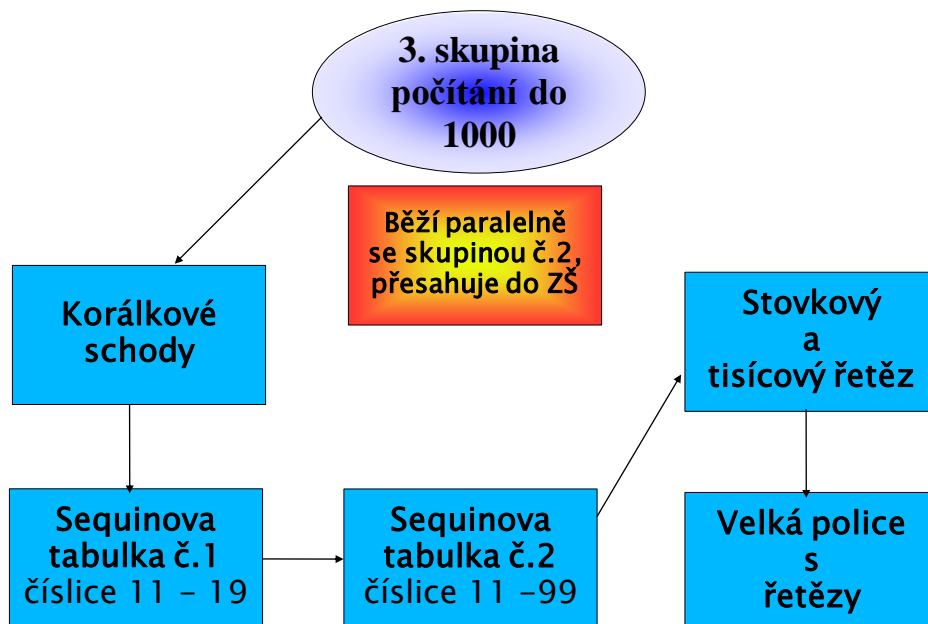 3. skupina
počítání do
1000
Běží paralelně
se skupinou č.2,
přesahuje do ZŠ
Korálkové
schody
Stovkový
a
tisícový řetěz
Sequinova
tabulka č.1
číslice 11 – 19
Sequinova
tabulka č.2
číslice 11 –99
Velká police
s
řetězy